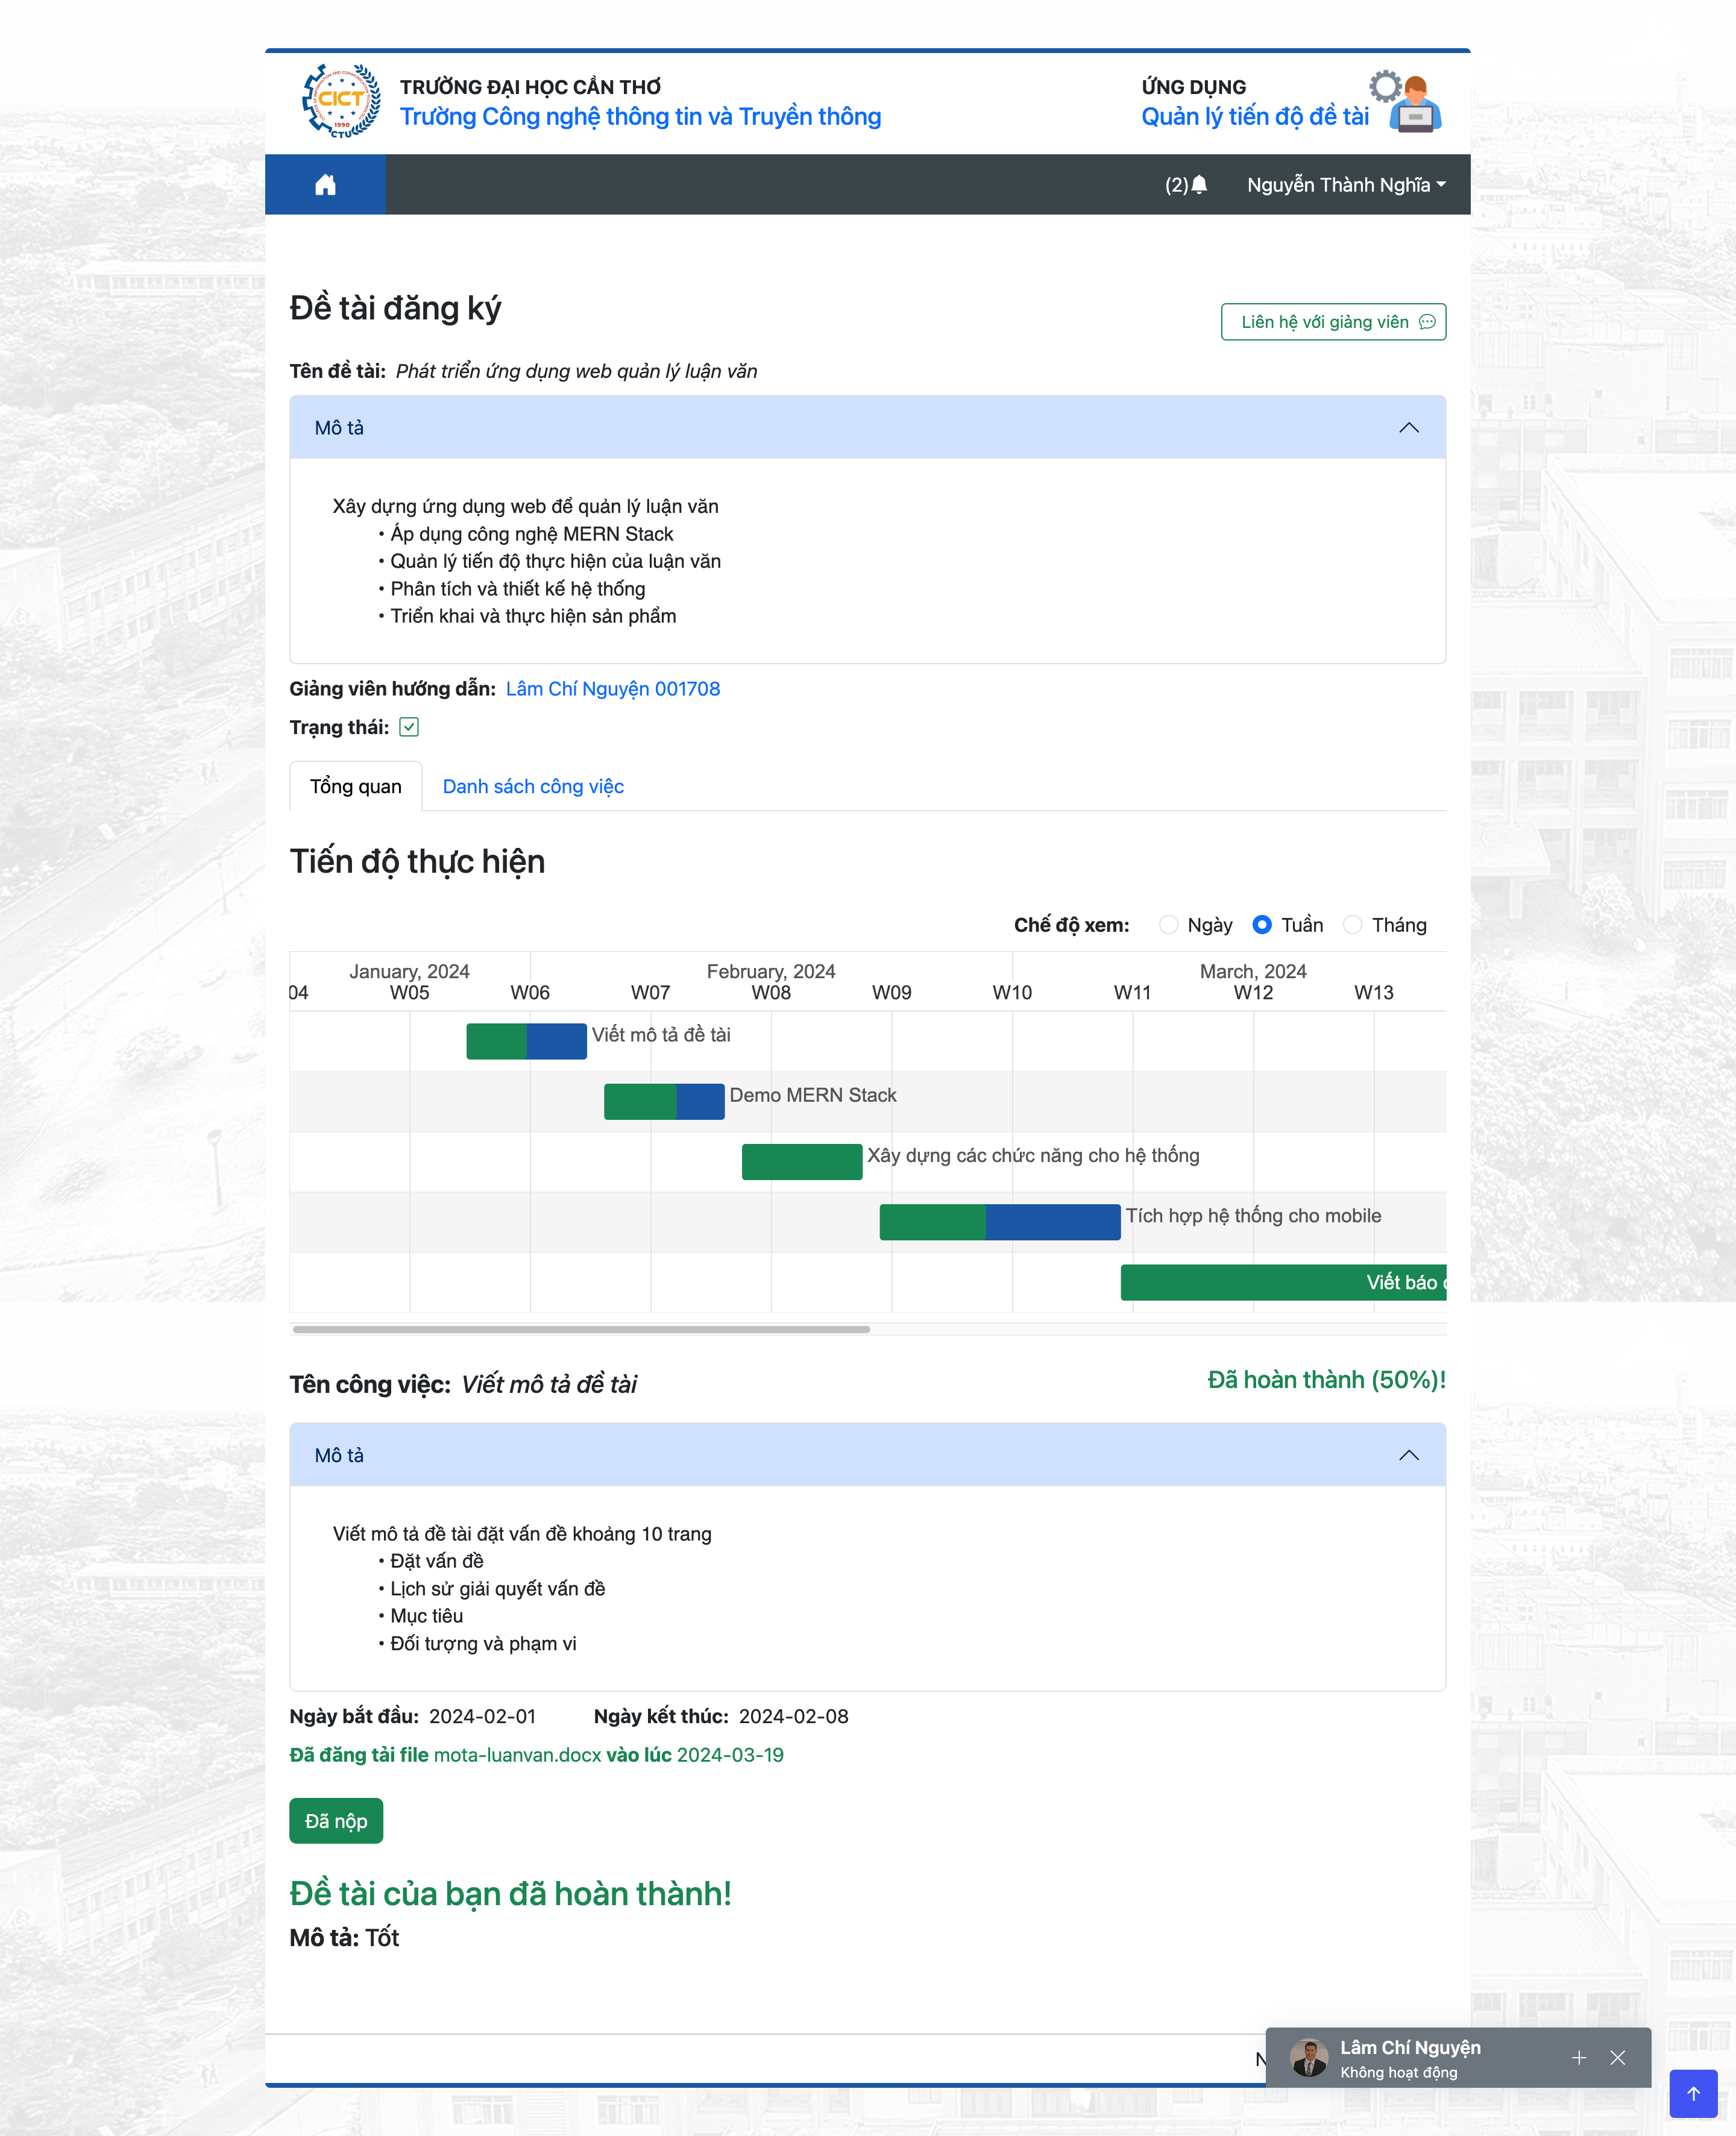 CICT
1990
CTU
TRƯỜNG ĐẠI HỌC CẦN THƠ
Trường Công nghệ thông tin và Truyền thông
ỨNG DỤNG
Quản lý tiến độ đề tài
(2)
Nguyễn Thành Nghĩa
Đề tài đăng ký
Liên hệ với giảng viên
Tên đề tài: Phát triển ứng dụng web quản lý luận văn
Mô tả
Xây dựng ứng dụng web để quản lý luận văn
• Áp dụng công nghệ MERN Stack
• Quản lý tiến độ thực hiện của luận văn
• Phân tích và thiết kế hệ thống
• Triển khai và thực hiện sản phẩm
Giảng viên hướng dẫn: Lâm Chí Nguyện 001708
Trạng thái:
Tổng quan Danh sách công việc
Tiến độ thực hiện
Chế độ xem: Ngày Tuần Tháng
January, 2024 February, 2024 March, 2024
04 W05 W06 W07 W08 W09 W10 W11 W12 W13
Viết mô tả đề tài
Demo MERN Stack
Xây dựng các chức năng cho hệ thống
Tích hợp hệ thống cho mobile
Viết báo
Tên công việc: Viết mô tả đề tài
Đã hoàn thành (50%)!
Mô tả
Viết mô tả đề tài đặt vấn đề khoảng 10 trang
• Đặt vấn đề
• Lịch sử giải quyết vấn đề
• Mục tiêu
• Đối tượng và phạm vi
Ngày bắt đầu: 2024-02-01 Ngày kết thúc: 2024-02-08
Đã đăng tải file mota-luanvan.docx vào lúc 2024-03-19
Đã nộp
Đề tài của bạn đã hoàn thành!
Mô tả: Tốt
Lâm Chí Nguyện
Không hoạt động